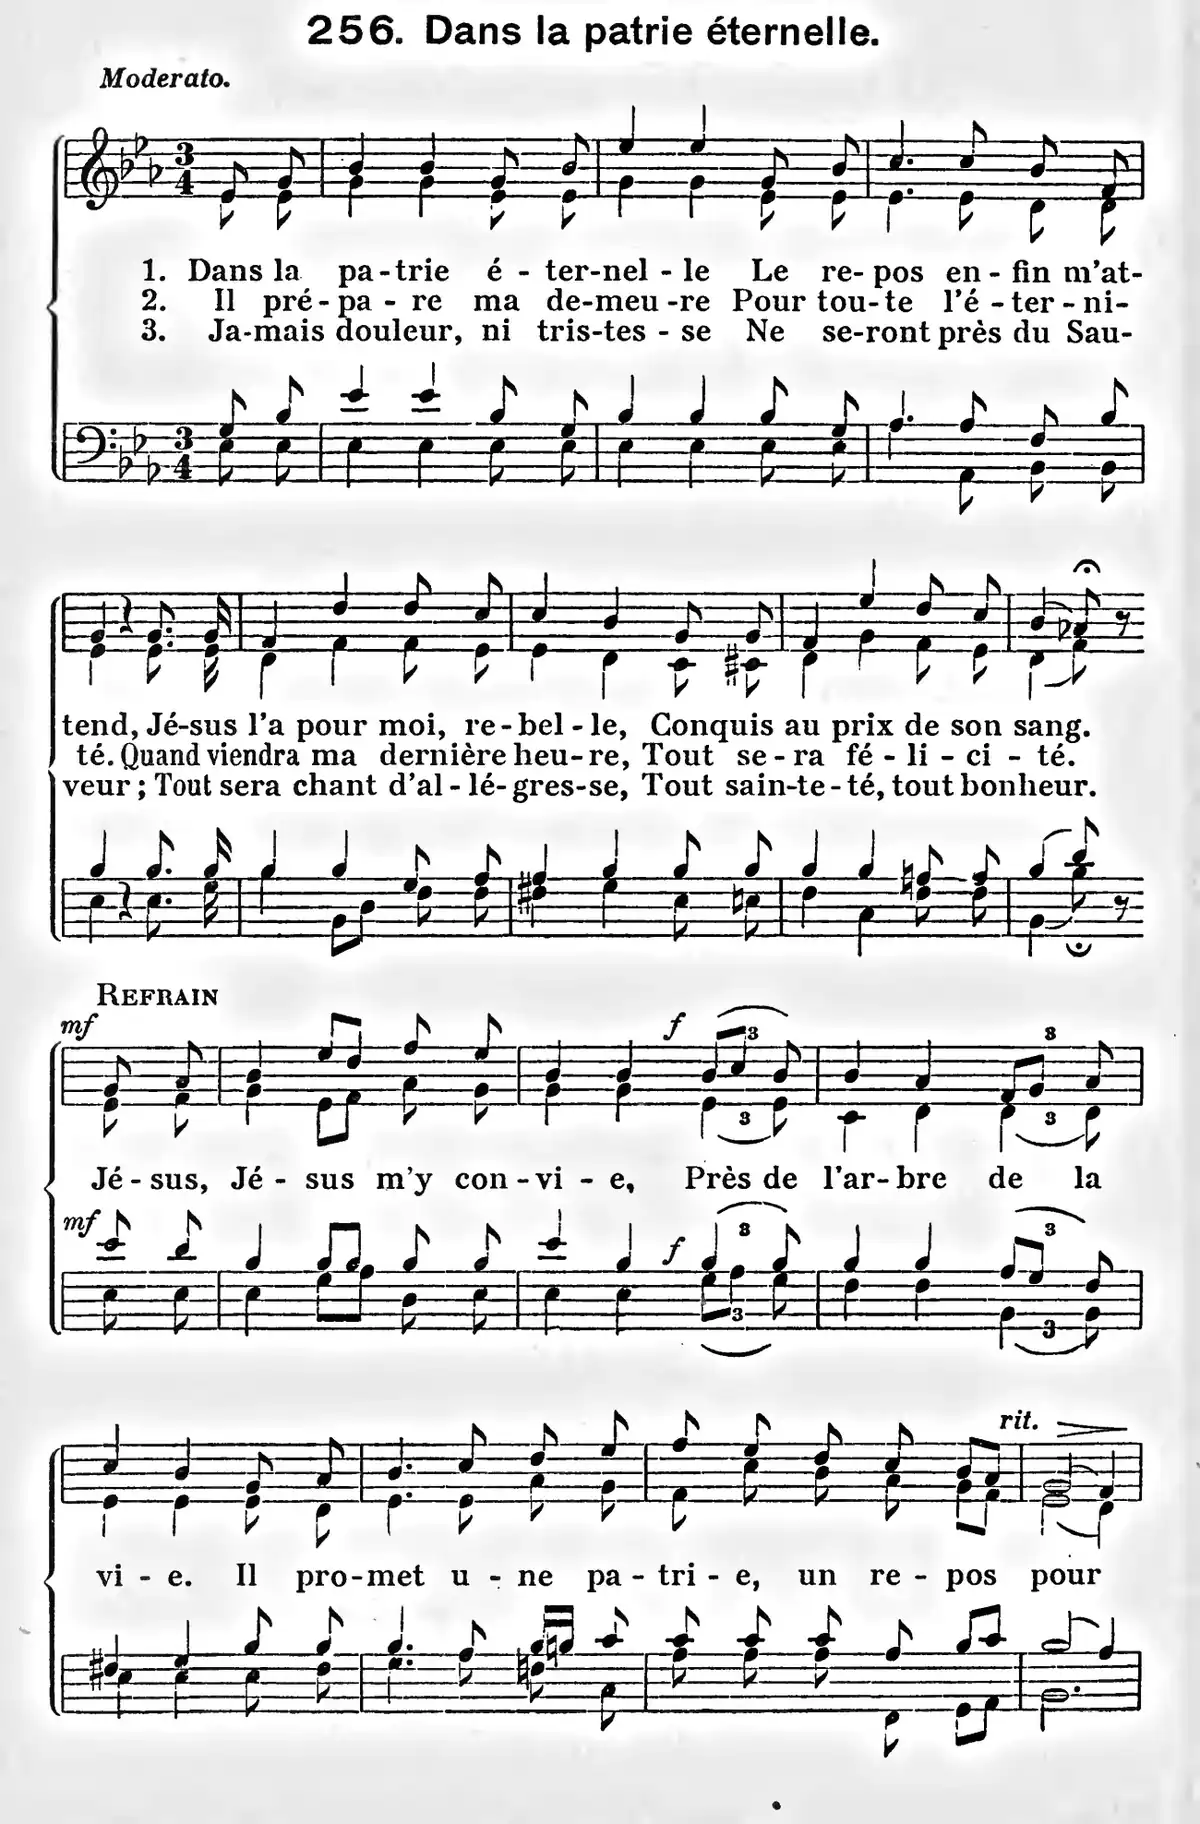 256. Dans la patrie éternelle.
Moderato.
3
4
1. Dans la pa-trie é-ter-nel-le Le re-pos en-fin m’at-
2. Il pré-pa-re ma de-meu-re Pour tou-te l’é-ter-ni-
3. Ja-mais douleur, ni tris-tes-se Ne se-ront près du Sau-
3
4
tend, Jé-sus l’a pour moi, re-bel-le, Conquis au prix de son sang.
té. Quand viendra ma dernière heu-re, Tout se-ra fé-li-ci-té.
veur ; Tout sera chant d’al-lé-gres-se, Tout sain-te-té, tout bonheur.
REFRAIN
mf f 3 3
3 3
Jé-sus, Jé-sus m’y con-vi-e, Près de l’ar-bre de la
mf f 3 3
3 3
rit.
vi-e. Il pro-met u-ne pa-tri-e, un re-pos pour